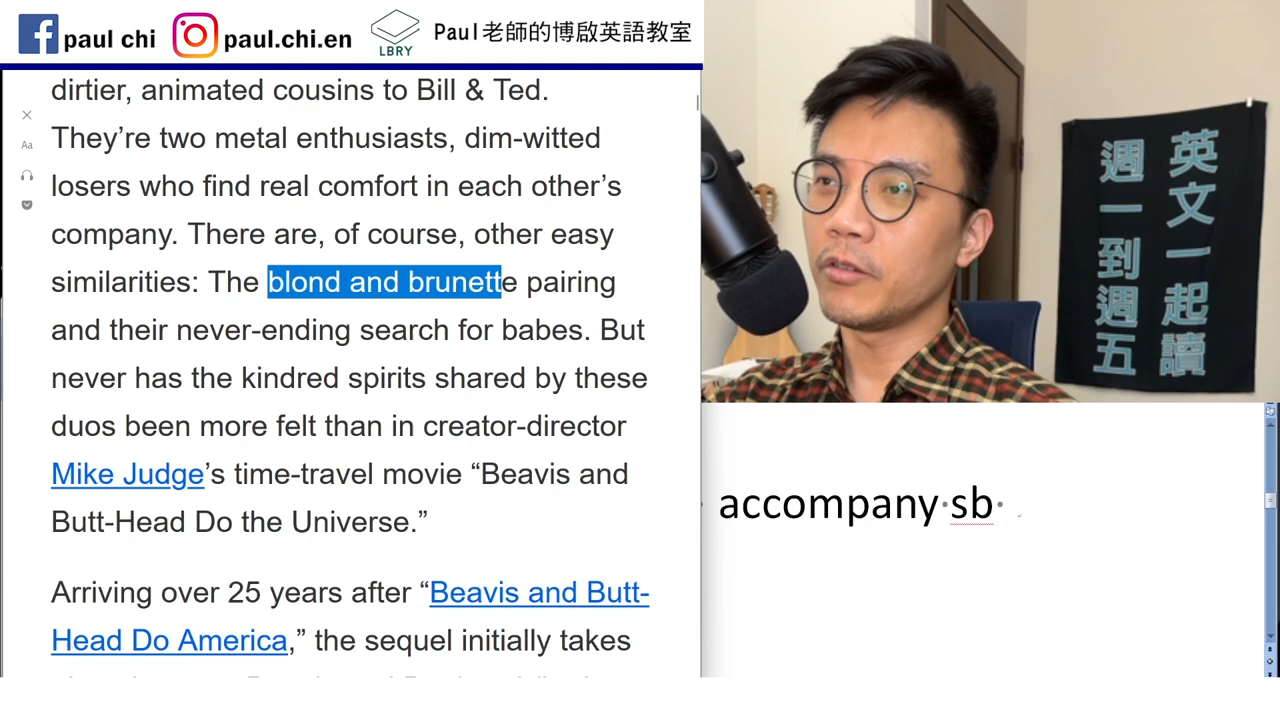 paul chi
paul.chi.en
LBRY
Paul老師的博啟英語教室
dirtier, animated cousins to Bill & Ted.
They’re two metal enthusiasts, dim-witted
losers who find real comfort in each other’s
company. There are, of course, other easy
similarities: The blond and brunette pairing
and their never-ending search for babes. But
never has the kindred spirits shared by these
duos been more felt than in creator-director
Mike Judge’s time-travel movie “Beavis and
Butt-Head Do the Universe.”
Arriving over 25 years after “Beavis and Butt-
Head Do America,” the sequel initially takes
Aa
英文一起讀
週一到週五
accompany sb